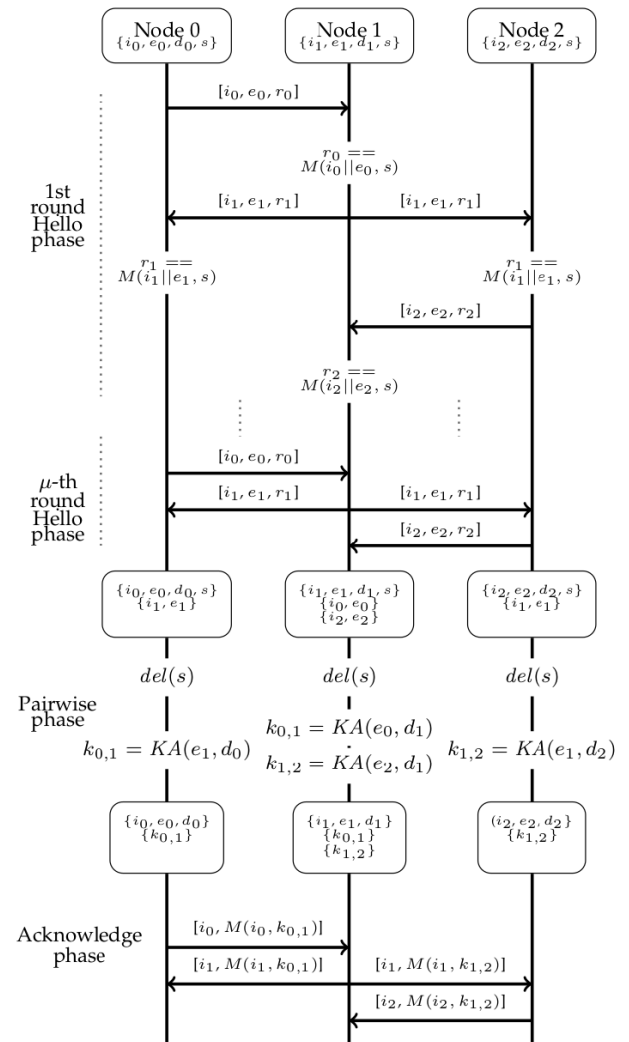 Node 0 Node 1 Node 2
{i₀, e₀, d₀, s} {i₁, e₁, d₁, s} {i₂, e₂, d₂, s}
[i₀, e₀, r₀]
r₀ ==
M(i₀||e₀, s)
1st
round
Hello
phase
[i₁, e₁, r₁] [i₁, e₁, r₁]
r₁ == r₁ ==
M(i₁||e₁, s) M(i₁||e₁, s)
[i₂, e₂, r₂]
r₂ ==
M(i₂||e₂, s)
μ-th
round
Hello
phase
[i₀, e₀, r₀]
[i₁, e₁, r₁] [i₁, e₁, r₁]
[i₂, e₂, r₂]
{i₀, e₀, d₀, s} {i₁, e₁, d₁, s} {i₂, e₂, d₂, s}
{i₁, e₁} {i₀, e₀} {i₁, e₁}
{i₂, e₂}
del(s) del(s) del(s)
Pairwise
phase
k₀,₁ = KA(e₀, d₁)
k₀,₁ = KA(e₁, d₀) k₁,₂ = KA(e₁, d₂)
k₁,₂ = KA(e₂, d₁)
{i₀, e₀, d₀} {i₁, e₁, d₁} (i₂, e₂, d₂}
{k₀,₁} {k₀,₁} {k₁,₂}
{k₁,₂}
Acknowledge
phase
[i₀, M(i₀, k₀,₁)]
[i₁, M(i₁, k₀,₁)] [i₁, M(i₁, k₁,₂)]
[i₂, M(i₂, k₁,₂)]